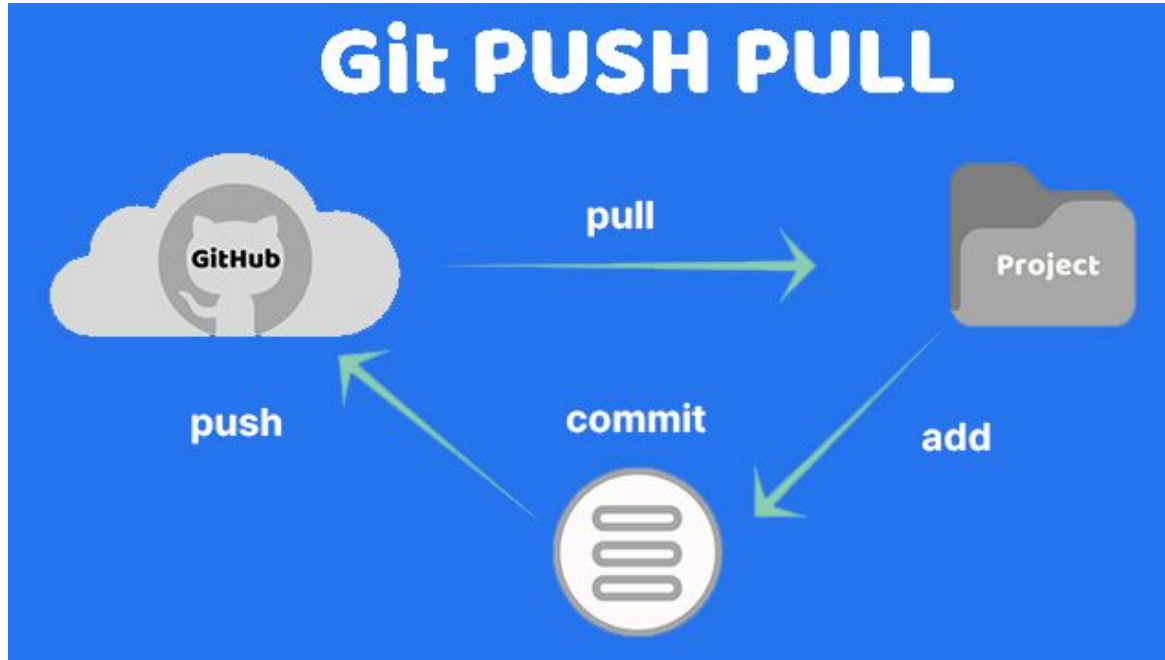 Git PUSH PULL
pull
GitHub
Project
push
commit
add